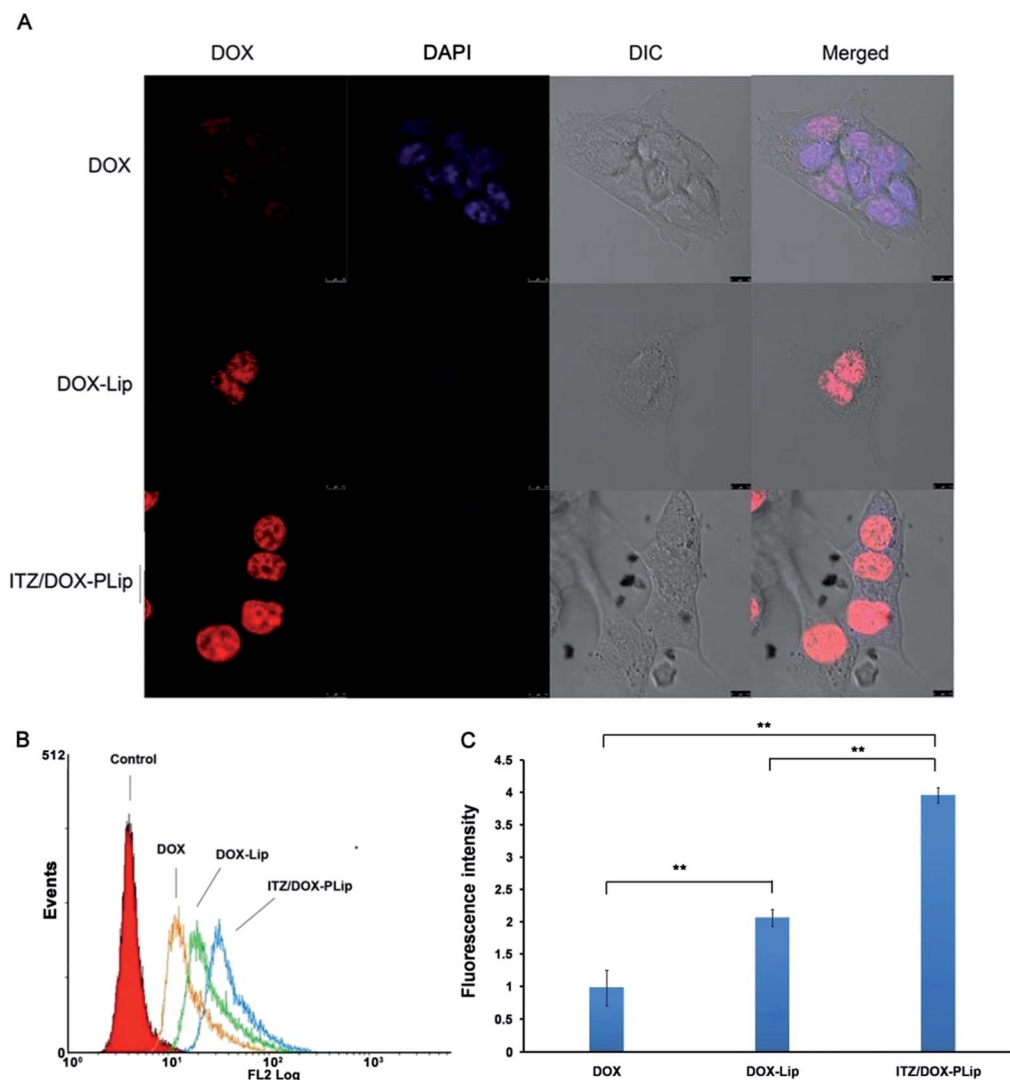 A
DOX DAPI DIC Merged
DOX
DOX-Lip
ITZ/DOX-PLip
B
512
Control
DOX
DOX-Lip
ITZ/DOX-PLip
Events
0
10⁰ 10¹ 10² 10³
FL2 Log
C
**
**
**
Fluorescence intensity
4.5
4
3.5
3
2.5
2
1.5
1
0.5
0
DOX DOX-Lip ITZ/DOX-PLip